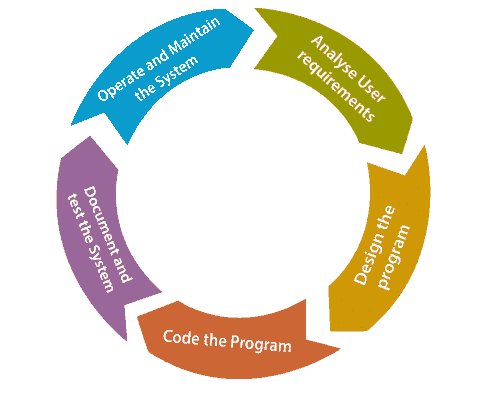 Analyse User
requirements
Design the
program
Code the Program
Document and
test the System
Operate and Maintain
the System